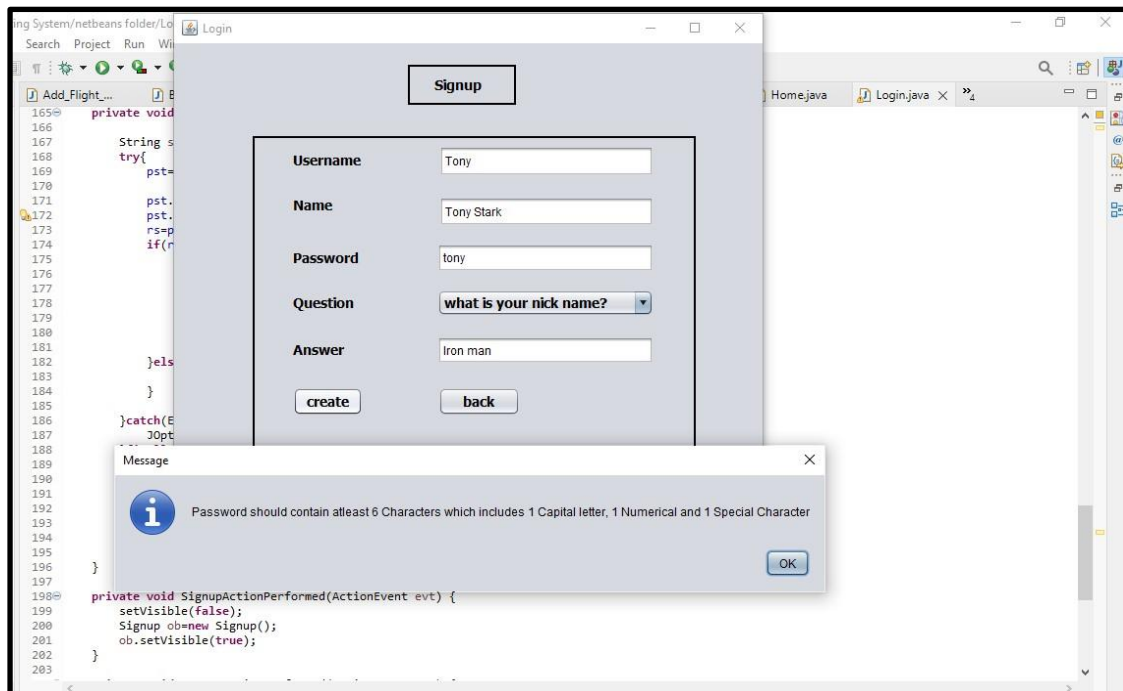 ing System/netbeans folder/Lo
Login
Search Project Run Wi
Add_Flight_...
Home.java
Login.java
4
Signup
Username
Tony
Name
Tony Stark
Password
tony
Question
what is your nick name?
Answer
Iron man
create
back
165 private void
166
167 String s
168 try{
169 pst=
170
171 pst.
172 pst.
173 rs=p
174 if(r
175
176
177
178
179
180
181
182 }els
183
184 }
185
186 }catch(E
187 JOpt
188
189
190
191
192
193
194
195
196 }
197
Message
Password should contain atleast 6 Characters which includes 1 Capital letter, 1 Numerical and 1 Special Character
OK
198 private void SignupActionPerformed(ActionEvent evt) {
199 setVisible(false);
200 Signup ob=new Signup();
201 ob.setVisible(true);
202 }
203